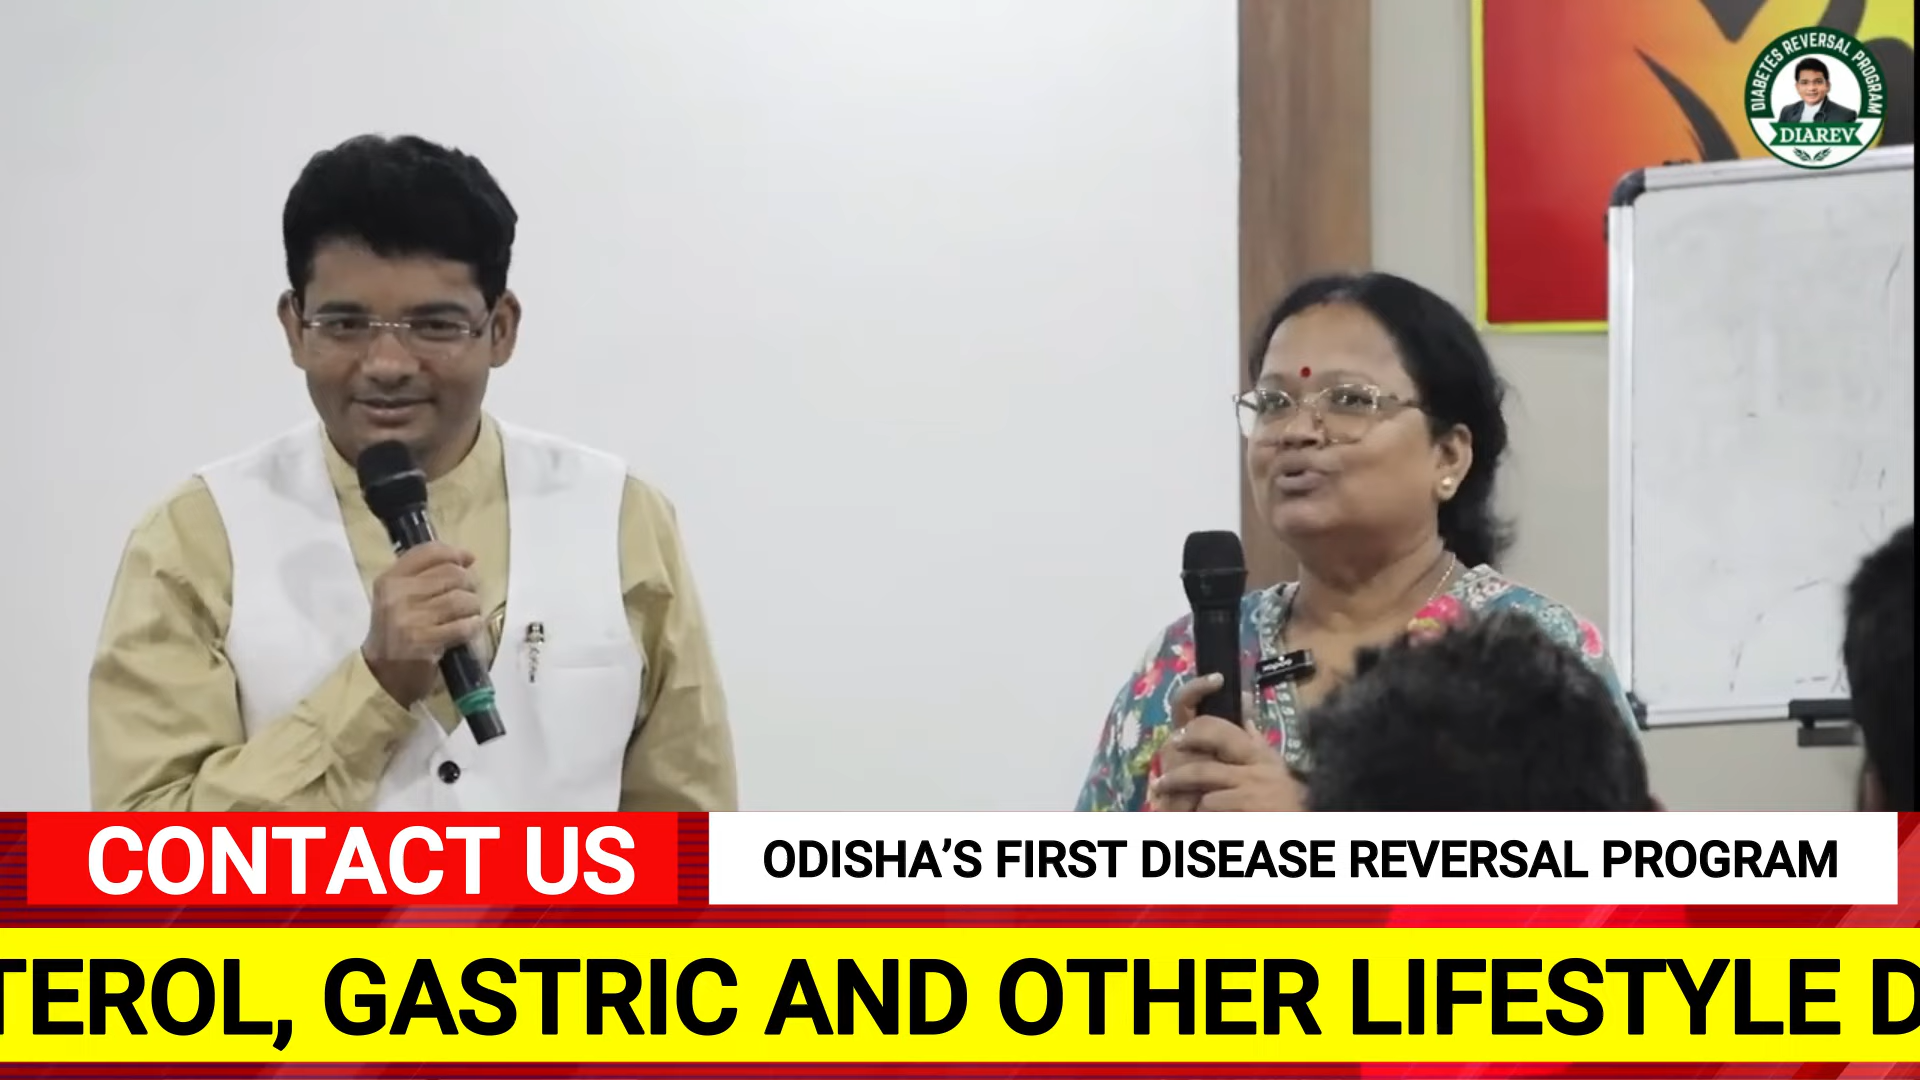 DIABETES REVERSAL PROGRAM
DIAREV
CONTACT US
ODISHA’S FIRST DISEASE REVERSAL PROGRAM
TEROL, GASTRIC AND OTHER LIFESTYLE D